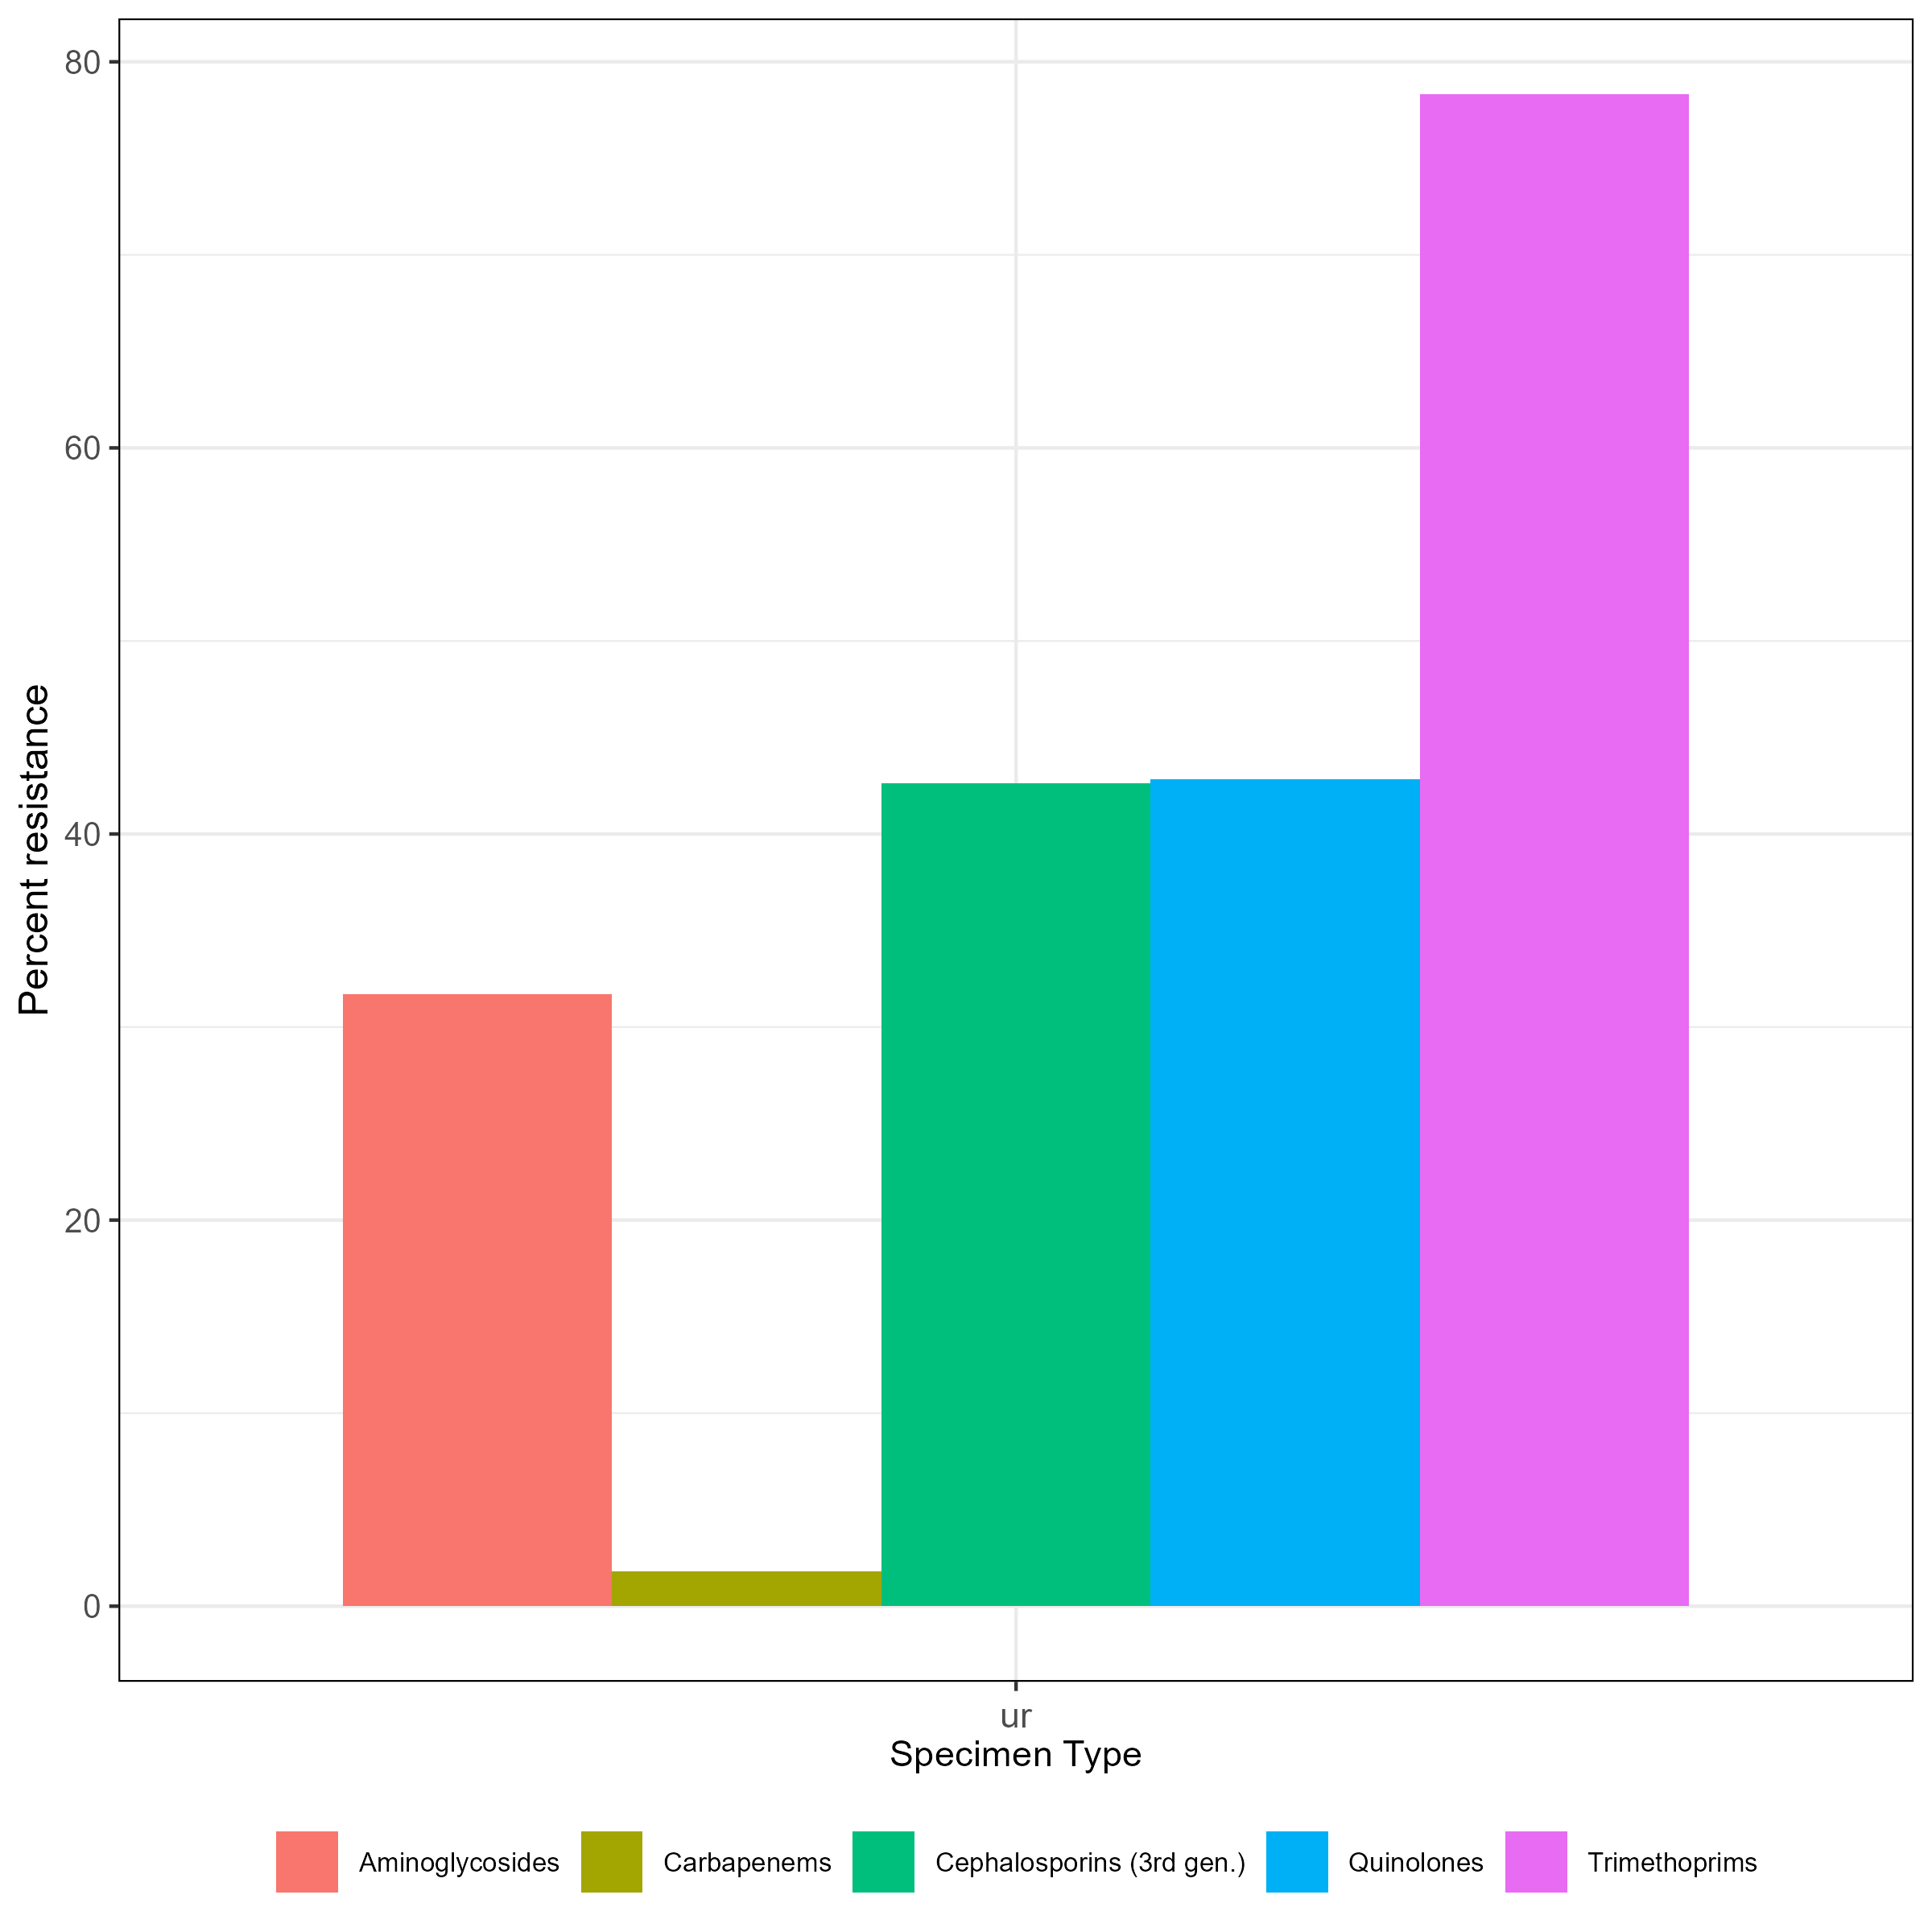 80
60
40
20
0
Percent resistance
ur
Specimen Type
Aminoglycosides Carbapenems Cephalosporins (3rd gen.) Quinolones Trimethoprims